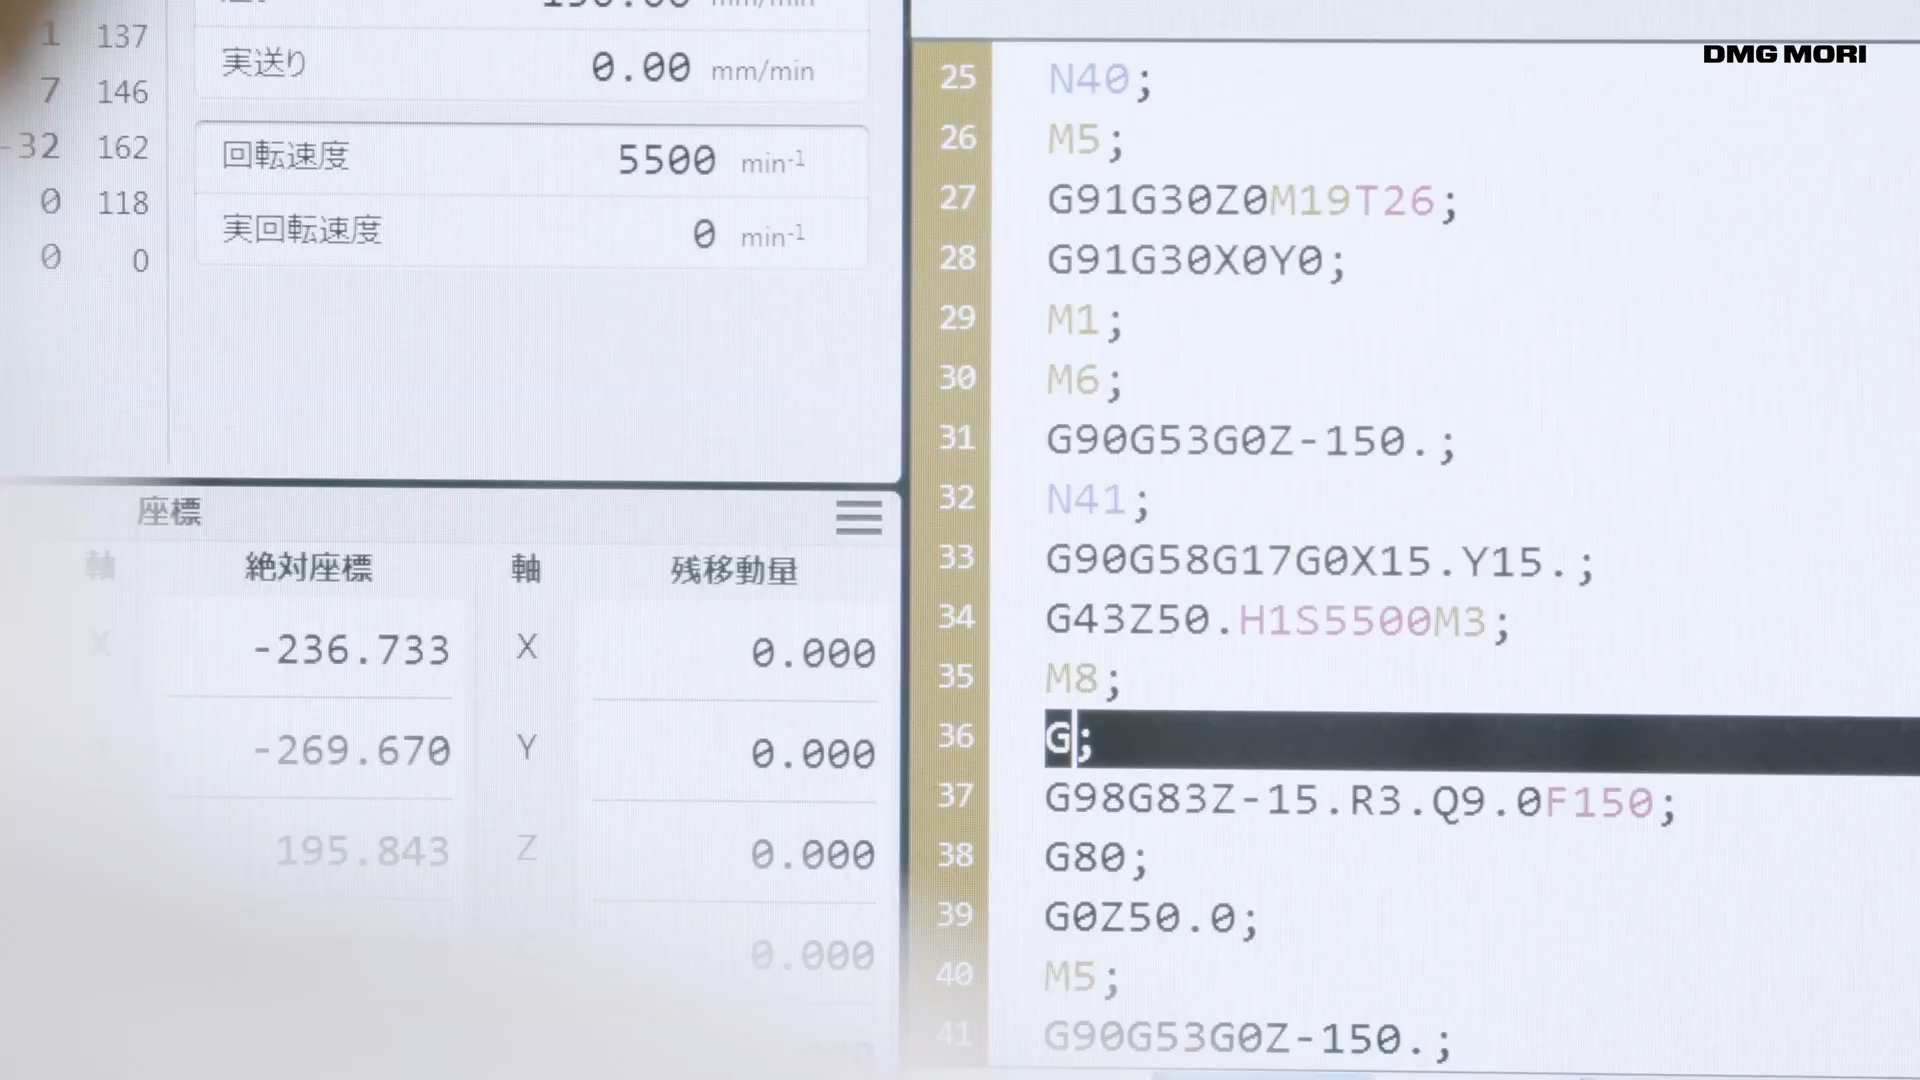 1 137
7 146
-32 162
0 118
0 0
実送り 0.00 mm/min
回転速度 5500 min-1
実回転速度 0 min-1
座標
軸 絶対座標 軸 残移動量
X -236.733 X 0.000
-269.670 Y 0.000
195.843 Z 0.000
0.000
DMG MORI
25 N40;
26 M5;
27 G91G30Z0M19T26;
28 G91G30X0Y0;
29 M1;
30 M6;
31 G90G53G0Z-150.;
32 N41;
33 G90G58G17G0X15.Y15.;
34 G43Z50.H1S5500M3;
35 M8;
36 G;
37 G98G83Z-15.R3.Q9.0F150;
38 G80;
39 G0Z50.0;
40 M5;
41 G90G53G0Z-150.;